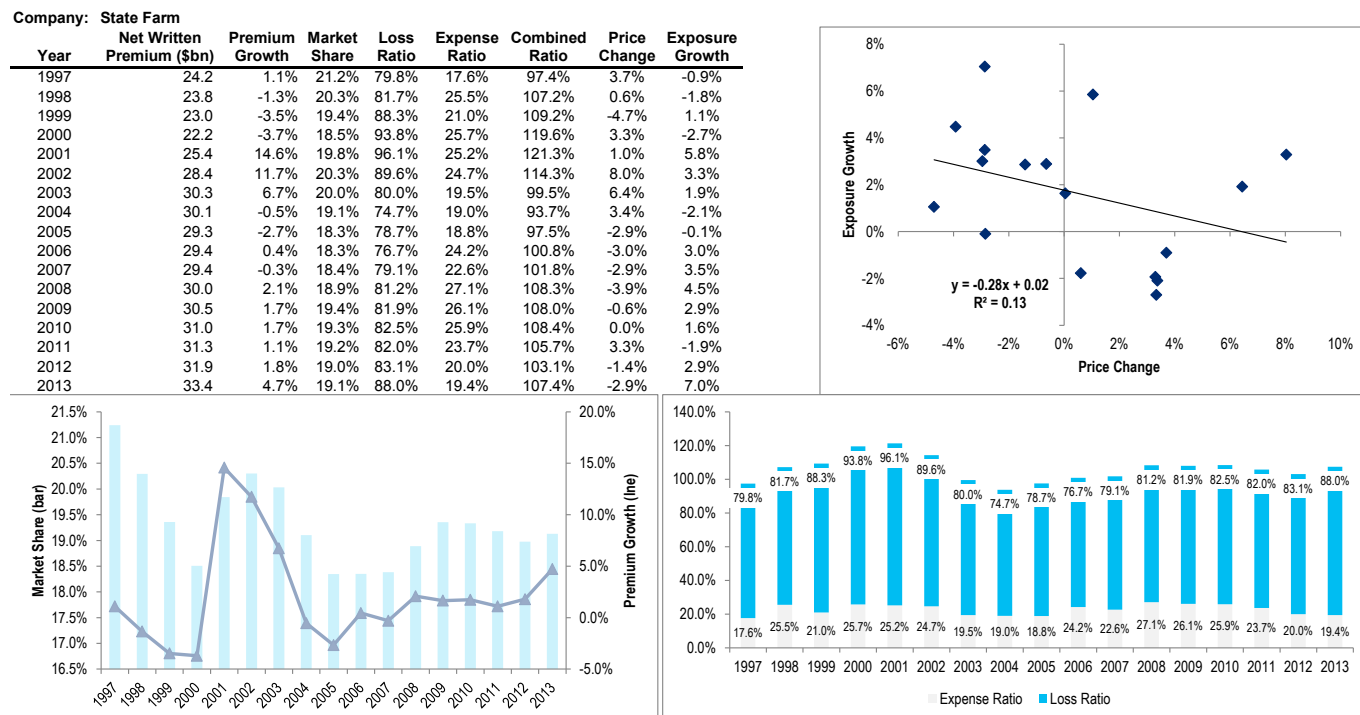 Company: State Farm
Net Written Premium Market Loss Expense Combined Price Exposure
Year Premium ($bn) Growth Share Ratio Ratio Ratio Change Growth
1997 24.2 1.1% 21.2% 79.8% 17.6% 97.4% 3.7% -0.9%
1998 23.8 -1.3% 20.3% 81.7% 25.5% 107.2% 0.6% -1.8%
1999 23.0 -3.5% 19.4% 88.3% 21.0% 109.2% -4.7% 1.1%
2000 22.2 -3.7% 18.5% 93.8% 25.7% 119.6% 3.3% -2.7%
2001 25.4 14.6% 19.8% 96.1% 25.2% 121.3% 1.0% 5.8%
2002 28.4 11.7% 20.3% 89.6% 24.7% 114.3% 8.0% 3.3%
2003 30.3 6.7% 20.0% 80.0% 19.5% 99.5% 6.4% 1.9%
2004 30.1 -0.5% 19.1% 74.7% 19.0% 93.7% 3.4% -2.1%
2005 29.3 -2.7% 18.3% 78.7% 18.8% 97.5% -2.9% -0.1%
2006 29.4 0.4% 18.3% 76.7% 24.2% 100.8% -3.0% 3.0%
2007 29.4 -0.3% 18.4% 79.1% 22.6% 101.8% -2.9% 3.5%
2008 30.0 2.1% 18.9% 81.2% 27.1% 108.3% -3.9% 4.5%
2009 30.5 1.7% 19.4% 81.9% 26.1% 108.0% -0.6% 2.9%
2010 31.0 1.7% 19.3% 82.5% 25.9% 108.4% 0.0% 1.6%
2011 31.3 1.1% 19.2% 82.0% 23.7% 105.7% 3.3% -1.9%
2012 31.9 1.8% 19.0% 83.1% 20.0% 103.1% -1.4% 2.9%
2013 33.4 4.7% 19.1% 88.0% 19.4% 107.4% -2.9% 7.0%
8%
6%
4%
2%
0%
-2%
-4%
Exposure Growth
y = -0.28x + 0.02
R² = 0.13
-6% -4% -2% 0% 2% 4% 6% 8% 10%
Price Change
21.5%
21.0%
20.5%
20.0%
19.5%
19.0%
18.5%
18.0%
17.5%
17.0%
16.5%
Market Share (bar)
20.0%
15.0%
10.0%
5.0%
0.0%
-5.0%
Premium Growth (lne)
1997 1998 1999 2000 2001 2002 2003 2004 2005 2006 2007 2008 2009 2010 2011 2012 2013
140.0%
120.0%
100.0%
80.0%
60.0%
40.0%
20.0%
0.0%
79.8% 81.7% 88.3% 93.8% 96.1% 89.6% 80.0% 74.7% 78.7% 76.7% 79.1% 81.2% 81.9% 82.5% 82.0% 83.1% 88.0%
17.6% 25.5% 21.0% 25.7% 25.2% 24.7% 19.5% 19.0% 18.8% 24.2% 22.6% 27.1% 26.1% 25.9% 23.7% 20.0% 19.4%
1997 1998 1999 2000 2001 2002 2003 2004 2005 2006 2007 2008 2009 2010 2011 2012 2013
Expense Ratio Loss Ratio